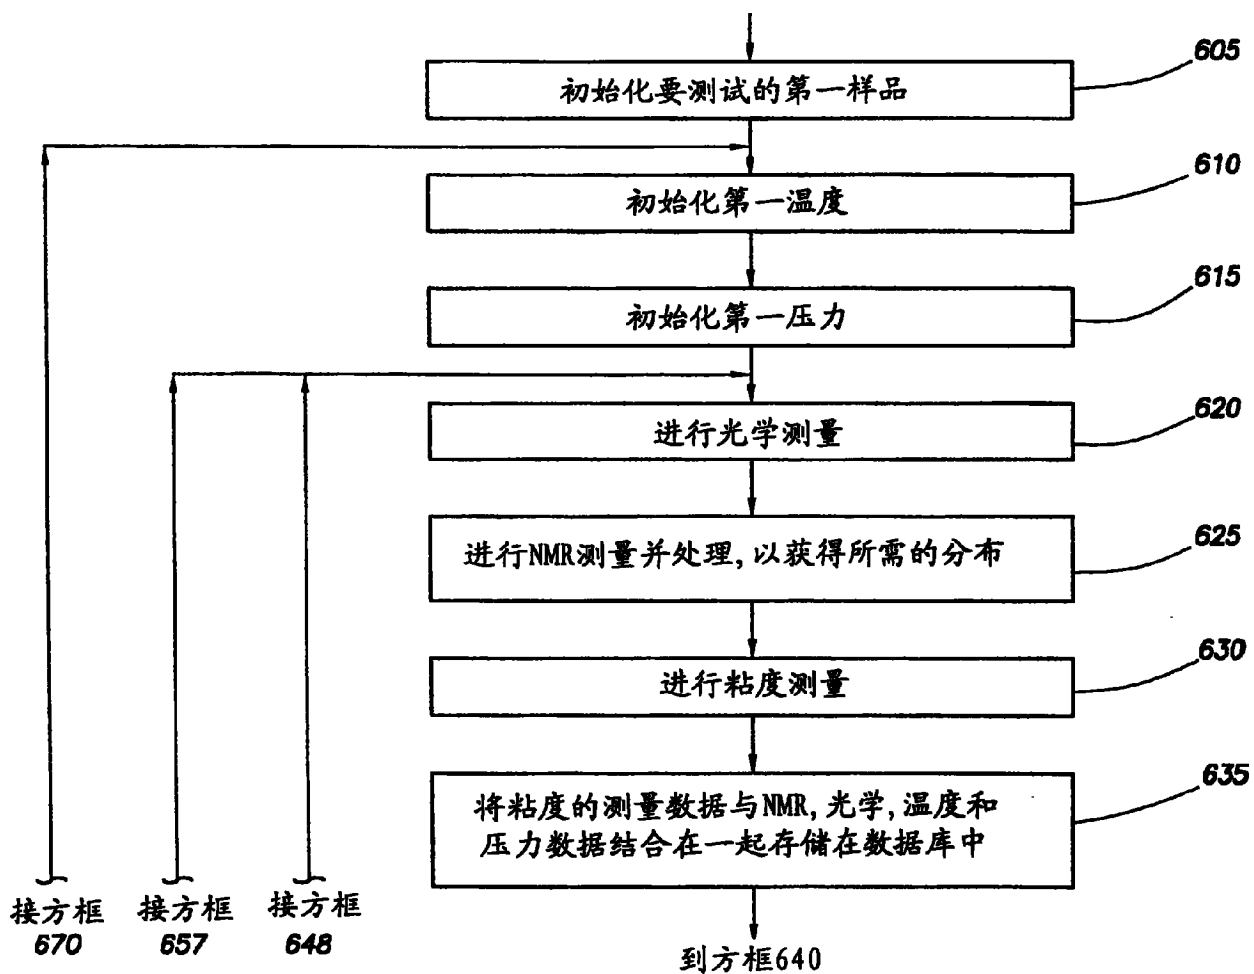 605
初始化要测试的第一样品
610
初始化第一温度
615
初始化第一压力
620
进行光学测量
625
进行NMR测量并处理,以获得所需的分布
630
进行粘度测量
635
将粘度的测量数据与NMR,光学,温度和
压力数据结合在一起存储在数据库中
接方框
670
接方框
657
接方框
648
到方框640